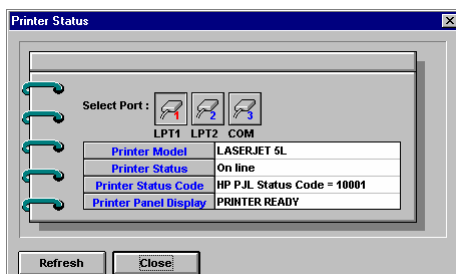 Printer Status
Select Port :
1 2 3
LPT1 LPT2 COM
Printer Model LASERJET 5L
Printer Status On line
Printer Status Code HP PJL Status Code = 10001
Printer Panel Display PRINTER READY
Refresh Close